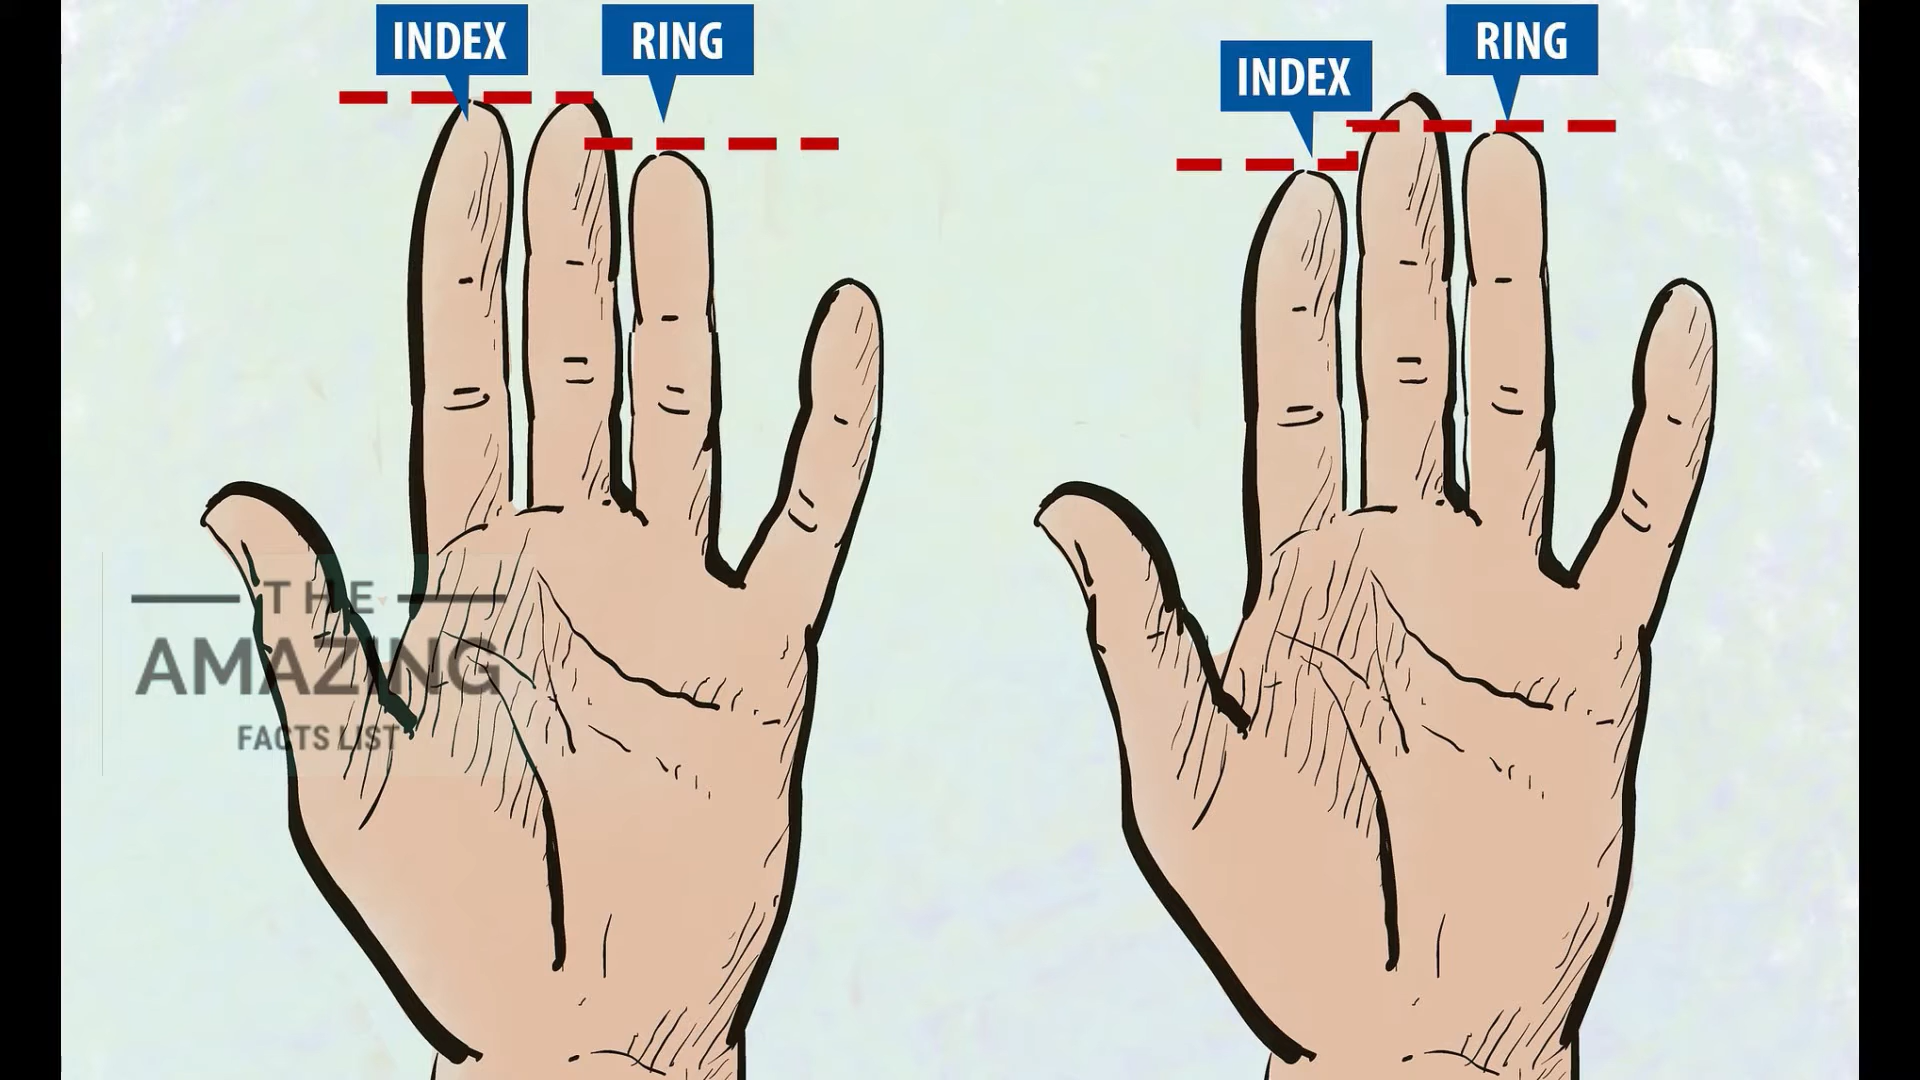 INDEX
RING
INDEX
RING
THE
AMAZING
FACTS LIST